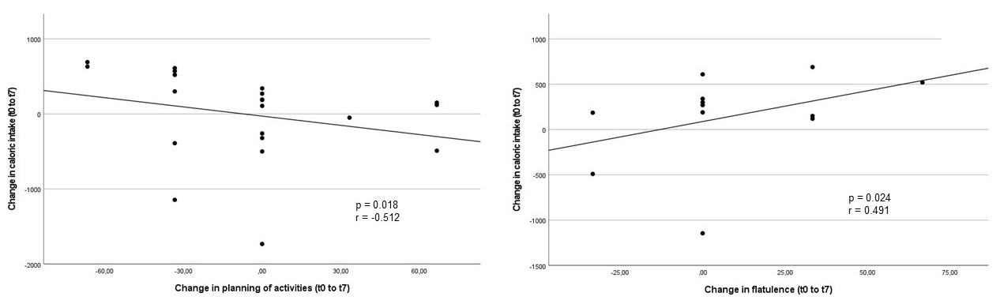 1000
0
-1000
-2000
Change in caloric intake (t0 to t7)
p = 0.018
r = -0.512
-60,00 -30,00 ,00 30,00 60,00
Change in planning of activities (t0 to t7)
1000
500
0
-500
-1000
-1500
Change in caloric intake (t0 to t7)
p = 0.024
r = 0.491
-25,00 ,00 25,00 50,00 75,00
Change in flatulence (t0 to t7)